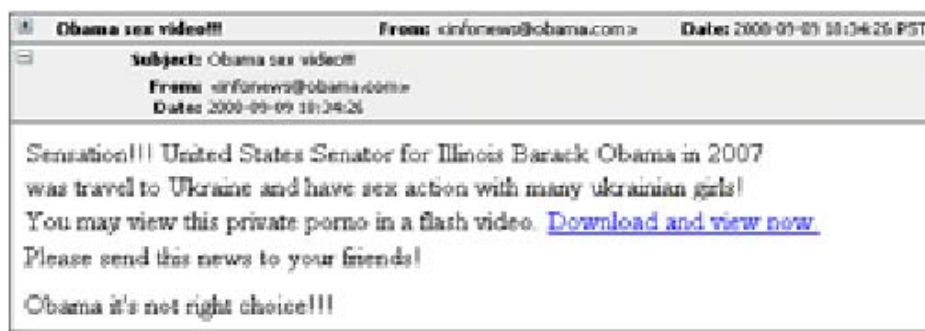 Obama sex video!!! From: <infonews@obama.com> Date: 2008-09-09 18:34:26 PST
Subject: Obama sex video!!!
From: <infonews@obama.com>
Date: 2008-09-09 18:34:26
Sensation!!! United States Senator for Illinois Barack Obama in 2007
was travel to Ukraine and have sex action with many ukrainian girls!
You may view this private porno in a flash video. Download and view now.
Please send this news to your friends!
Obama it's not right choice!!!